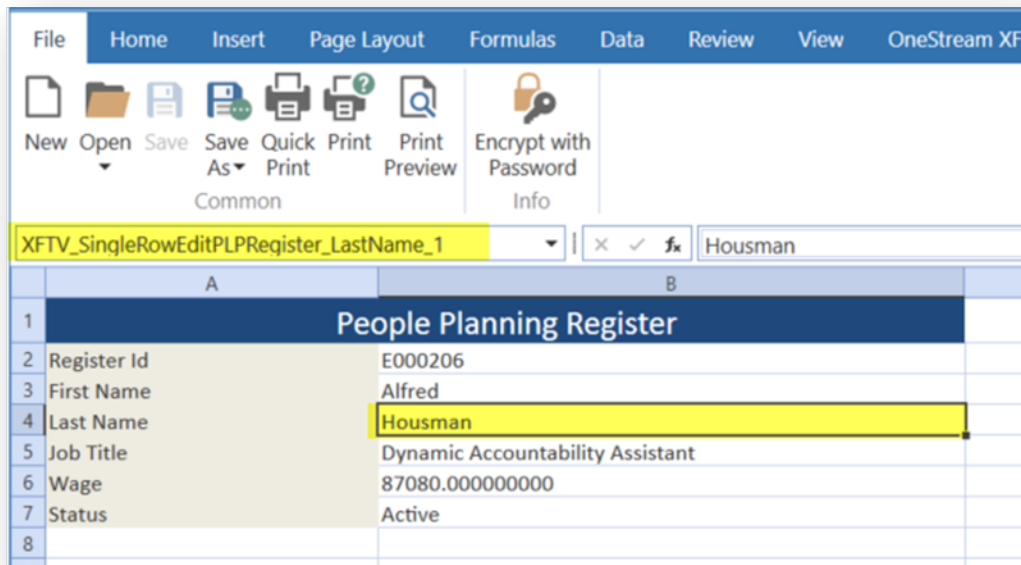 File Home Insert Page Layout Formulas Data Review View OneStream XF
New Open Save Save As Quick Print Print Print Preview Encrypt with Password
Common Info
XFTV_SingleRowEditPLPRegister_LastName_1 fx Housman
A B
1 People Planning Register
2 Register Id E000206
3 First Name Alfred
4 Last Name Housman
5 Job Title Dynamic Accountability Assistant
6 Wage 87080.000000000
7 Status Active
8